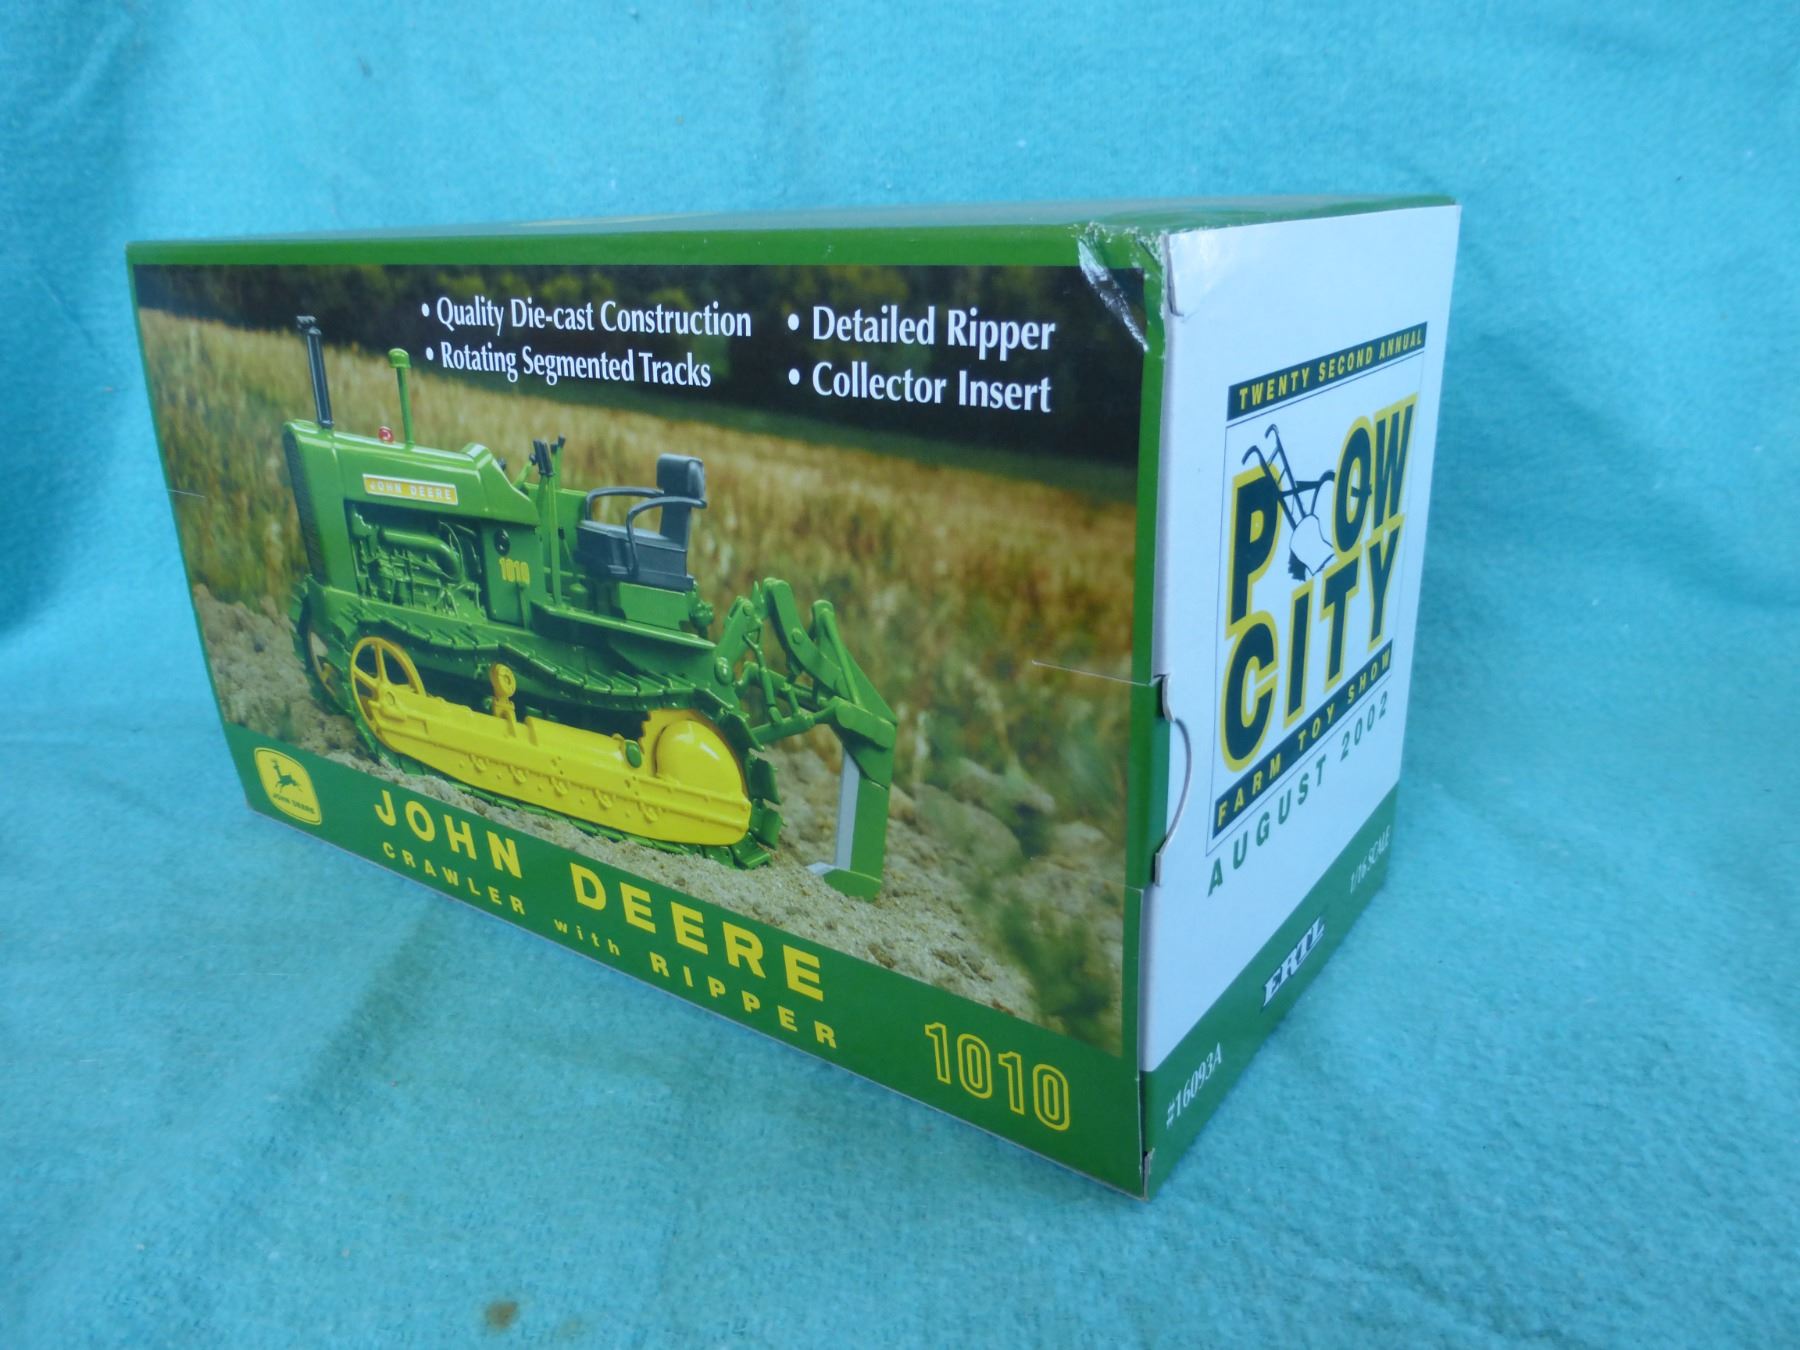 • Quality Die-cast Construction
• Rotating Segmented Tracks
• Detailed Ripper
• Collector Insert
JOHN DEERE
1010
JOHN DEERE
JOHN DEERE
CRAWLER with RIPPER
1010
TWENTY SECOND ANNUAL
PLOW
CITY
FARM TOY SHOW
AUGUST 2002
1/16 SCALE
ERTL
#16093A